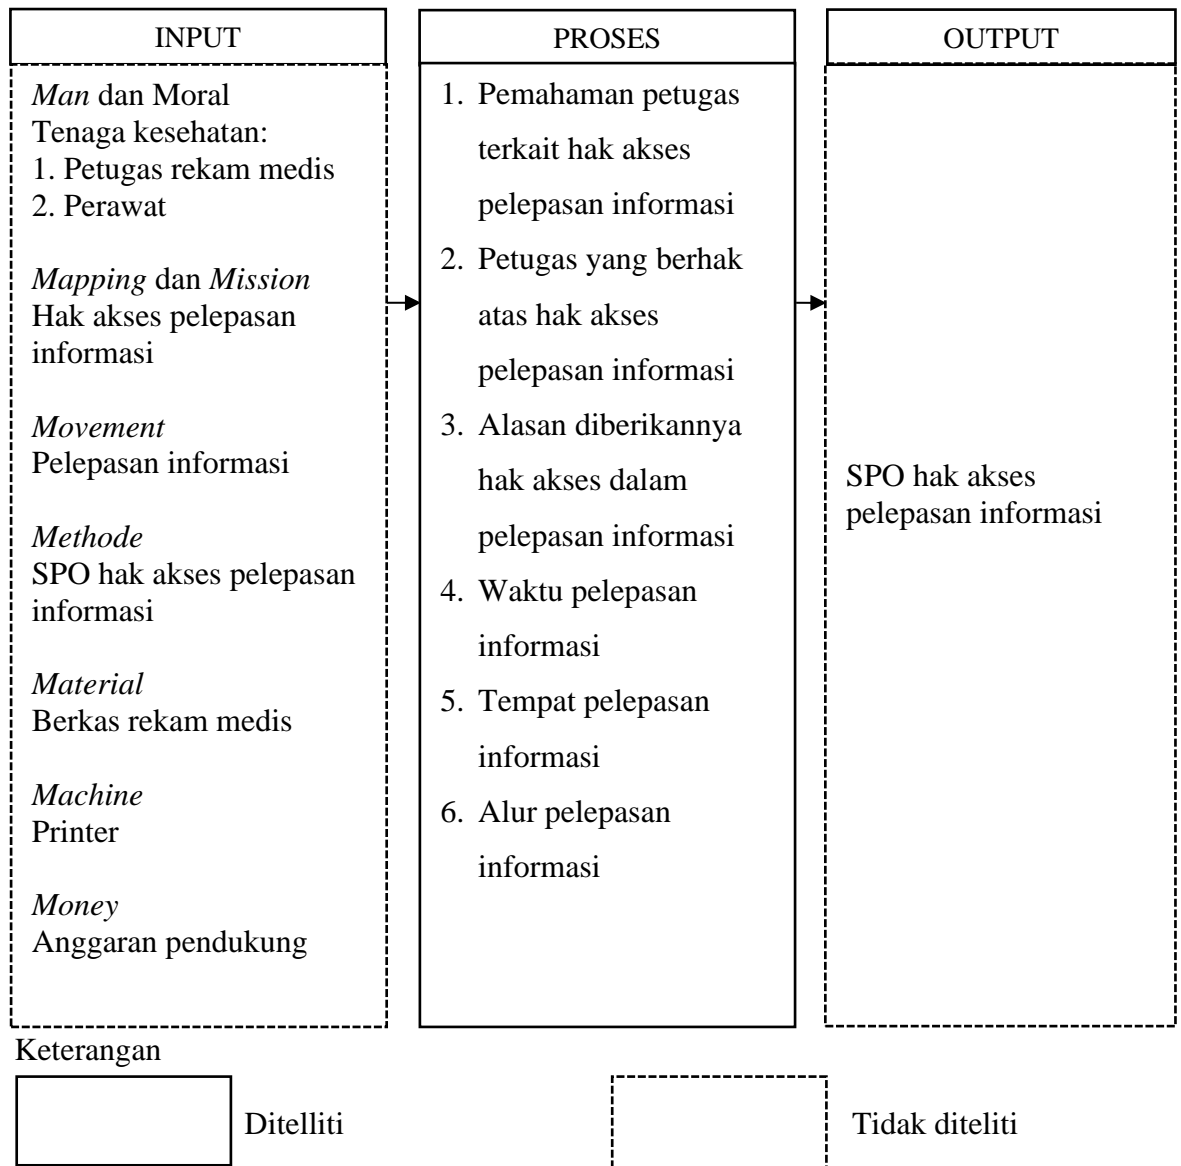 INPUT
Man dan Moral
Tenaga kesehatan:
1. Petugas rekam medis
2. Perawat
Mapping dan Mission
Hak akses pelepasan
informasi
Movement
Pelepasan informasi
Methode
SPO hak akses pelepasan
informasi
Material
Berkas rekam medis
Machine
Printer
Money
Anggaran pendukung
PROSES
1. Pemahaman petugas
terkait hak akses
pelepasan informasi
2. Petugas yang berhak
atas hak akses
pelepasan informasi
3. Alasan diberikannya
hak akses dalam
pelepasan informasi
4. Waktu pelepasan
informasi
5. Tempat pelepasan
informasi
6. Alur pelepasan
informasi
OUTPUT
SPO hak akses
pelepasan informasi
Keterangan
Ditelliti
Tidak diteliti